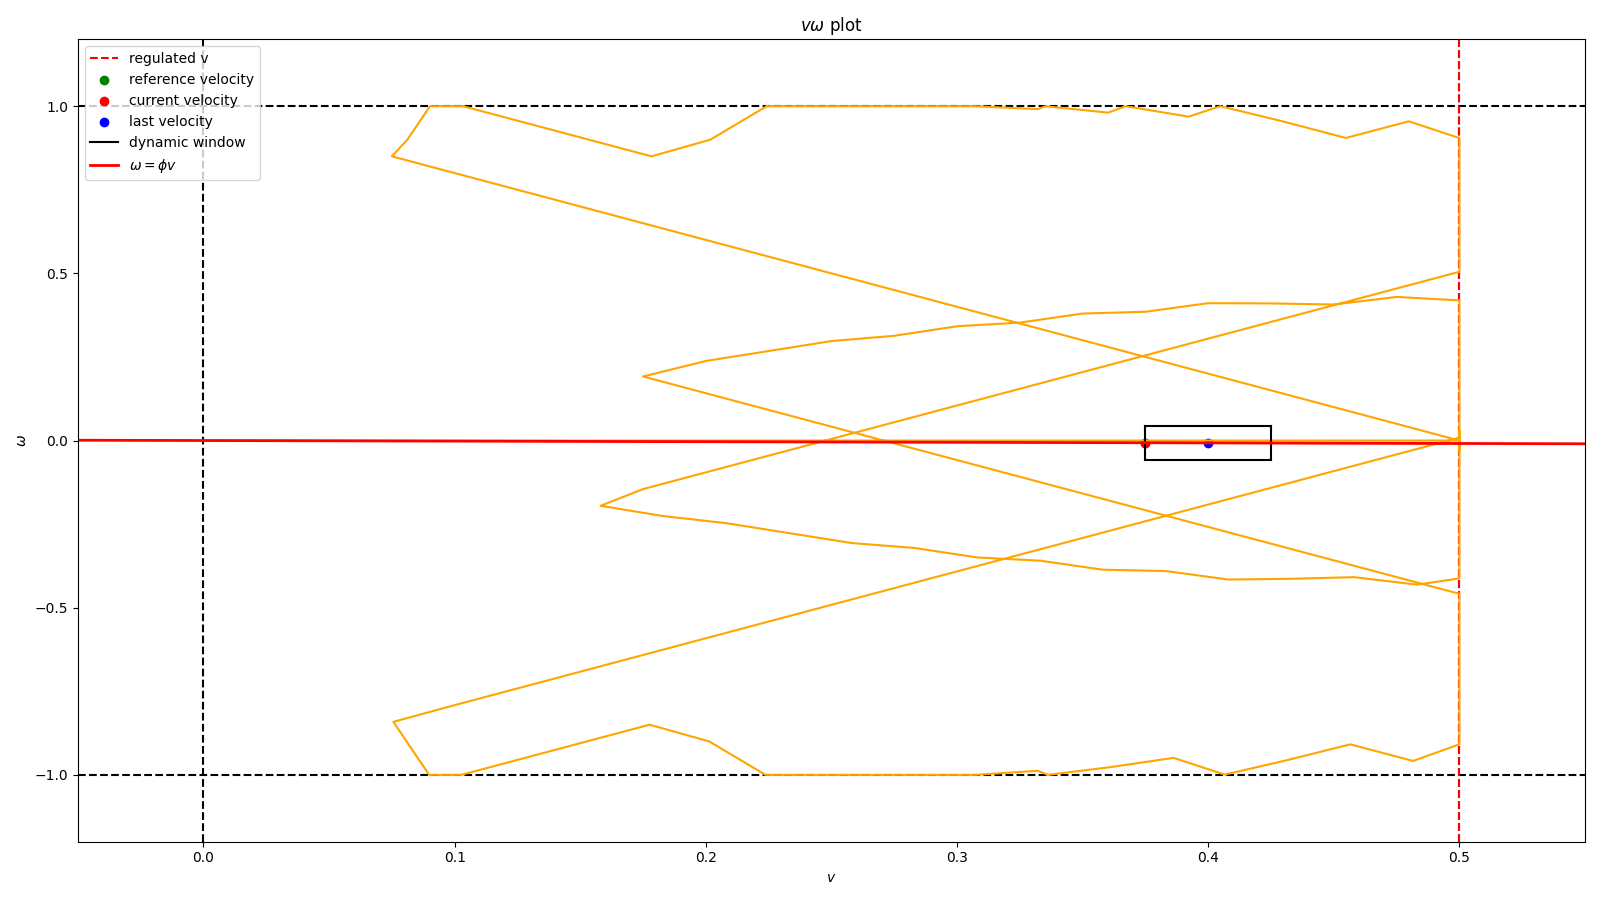 vω plot
regulated v
reference velocity
current velocity
last velocity
dynamic window
ω = ϕv
1.0
0.5
0.0
−0.5
−1.0
ω
0.0 0.1 0.2 0.3 0.4 0.5
v